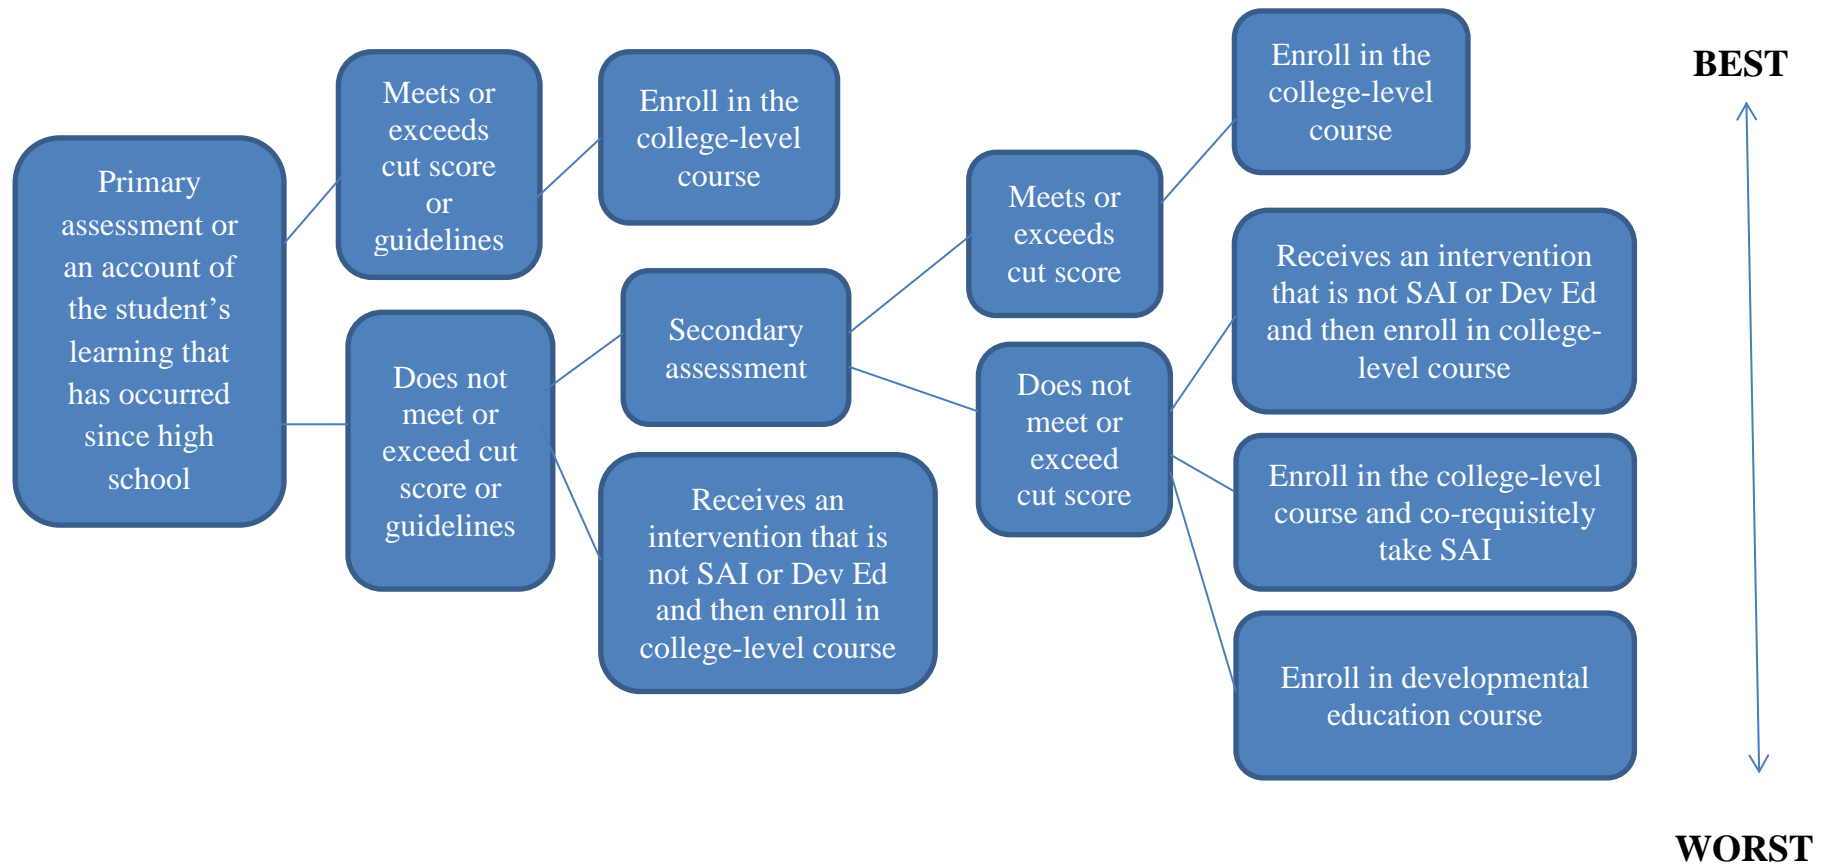 Primary
assessment or
an account of
the student’s
learning that
has occurred
since high
school
Meets or
exceeds
cut score
or
guidelines
Does not
meet or
exceed cut
score or
guidelines
Enroll in the
college-level
course
Secondary
assessment
Receives an
intervention that is
not SAI or Dev Ed
and then enroll in
college-level course
Meets or
exceeds
cut score
Does not
meet or
exceed
cut score
Enroll in the
college-level
course
Receives an intervention
that is not SAI or Dev Ed
and then enroll in college-
level course
Enroll in the college-level
course and co-requisitely
take SAI
Enroll in developmental
education course
BEST
WORST